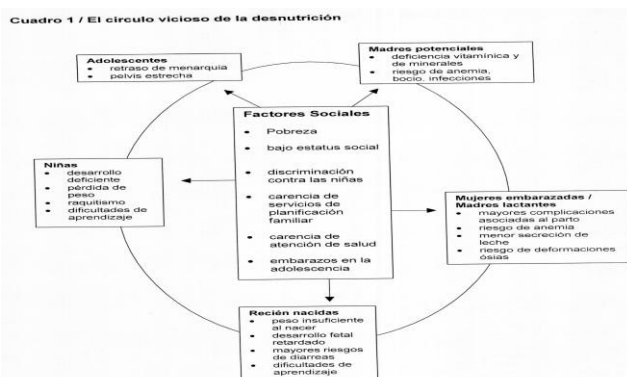 Cuadro 1 / El circulo vicioso de la desnutrición
Adolescentes
• retraso de menarquia
• pelvis estrecha
Madres potenciales
• deficiencia vitamínica y
de minerales
• riesgo de anemia,
bocio. infecciones
Factores Sociales
• Pobreza
• bajo estatus social
• discriminación
contra las niñas
• carencia de
servicios de
planificación
familiar
• carencia de
atención de salud
• embarazos en la
adolescencia
Niñas
• desarrollo
deficiente
• pérdida de
peso
• raquitismo
• dificultades de
aprendizaje
Mujeres embarazadas /
Madres lactantes
• mayores complicaciones
asociadas al parto
• riesgo de anemia
• menor secreción de
leche
• riesgo de deformaciones
ósias
Recién nacidas
• peso insuficiente
al nacer
• desarrollo fetal
retardado
• mayores riesgos
de diarreas
• dificultades de
aprendizaje